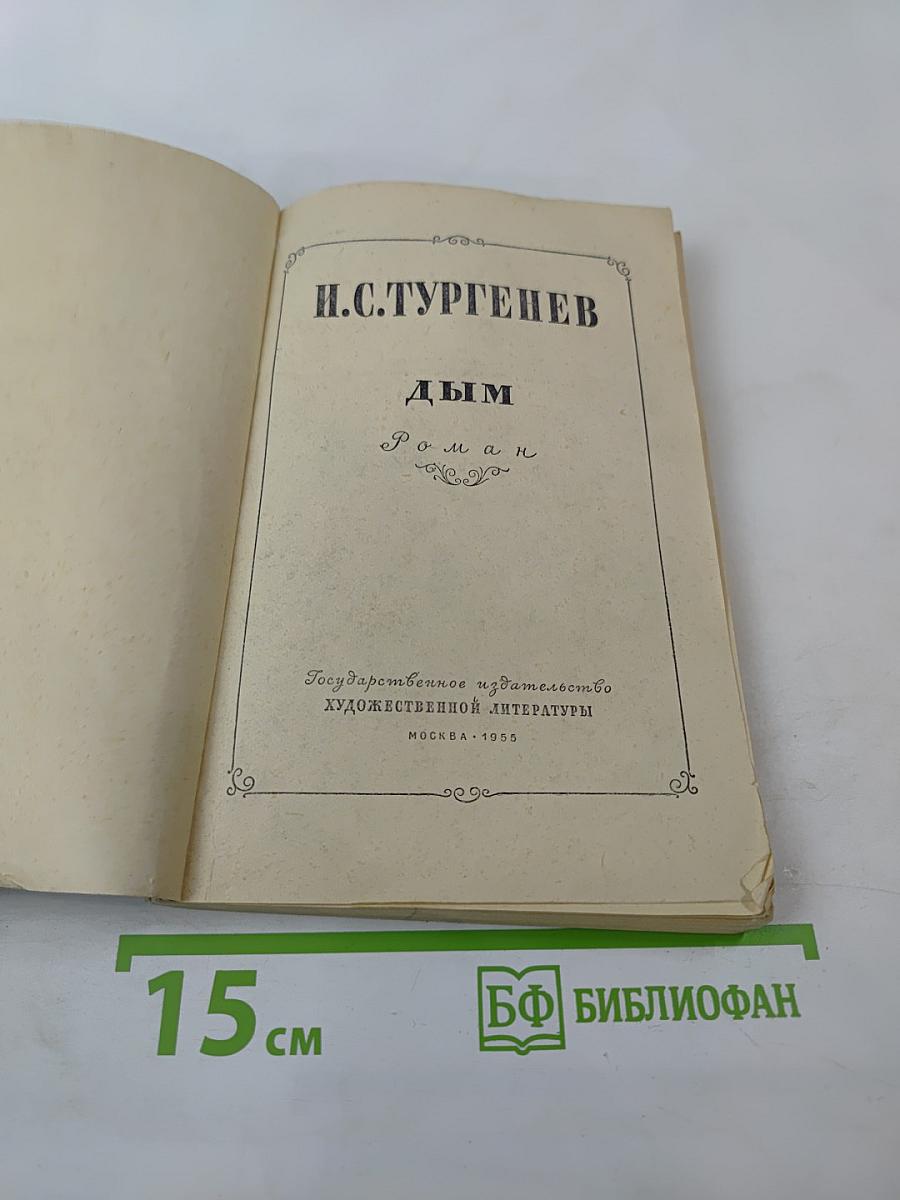 И.С.ТУРГЕНЕВ
ДЫМ
Роман
Государственное издательство
ХУДОЖЕСТВЕННОЙ ЛИТЕРАТУРЫ
МОСКВА · 1955
15 см
БФ БИБЛИОФАН